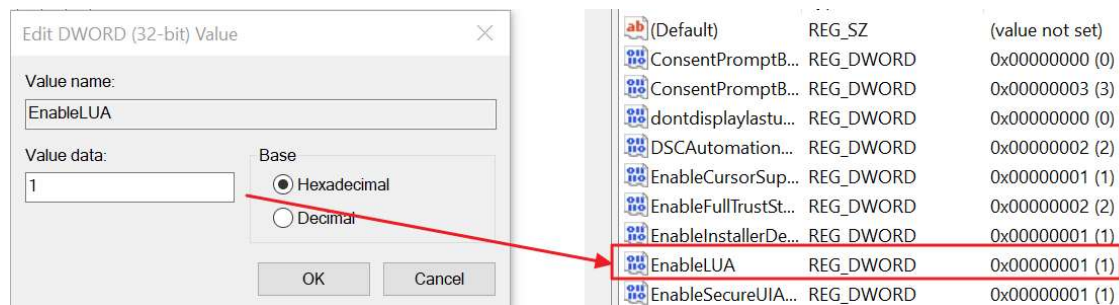 Edit DWORD (32-bit) Value
Value name:
EnableLUA
Value data:
Base
1
Hexadecimal
Decimal
OK
Cancel
(Default) REG_SZ (value not set)
ConsentPromptB... REG_DWORD 0x00000000 (0)
ConsentPromptB... REG_DWORD 0x00000003 (3)
dontdisplaylastu... REG_DWORD 0x00000000 (0)
DSCAutomation... REG_DWORD 0x00000002 (2)
EnableCursorSup... REG_DWORD 0x00000001 (1)
EnableFullTrustSt... REG_DWORD 0x00000002 (2)
EnableInstallerDe... REG_DWORD 0x00000001 (1)
EnableLUA REG_DWORD 0x00000001 (1)
EnableSecureUIA... REG_DWORD 0x00000001 (1)